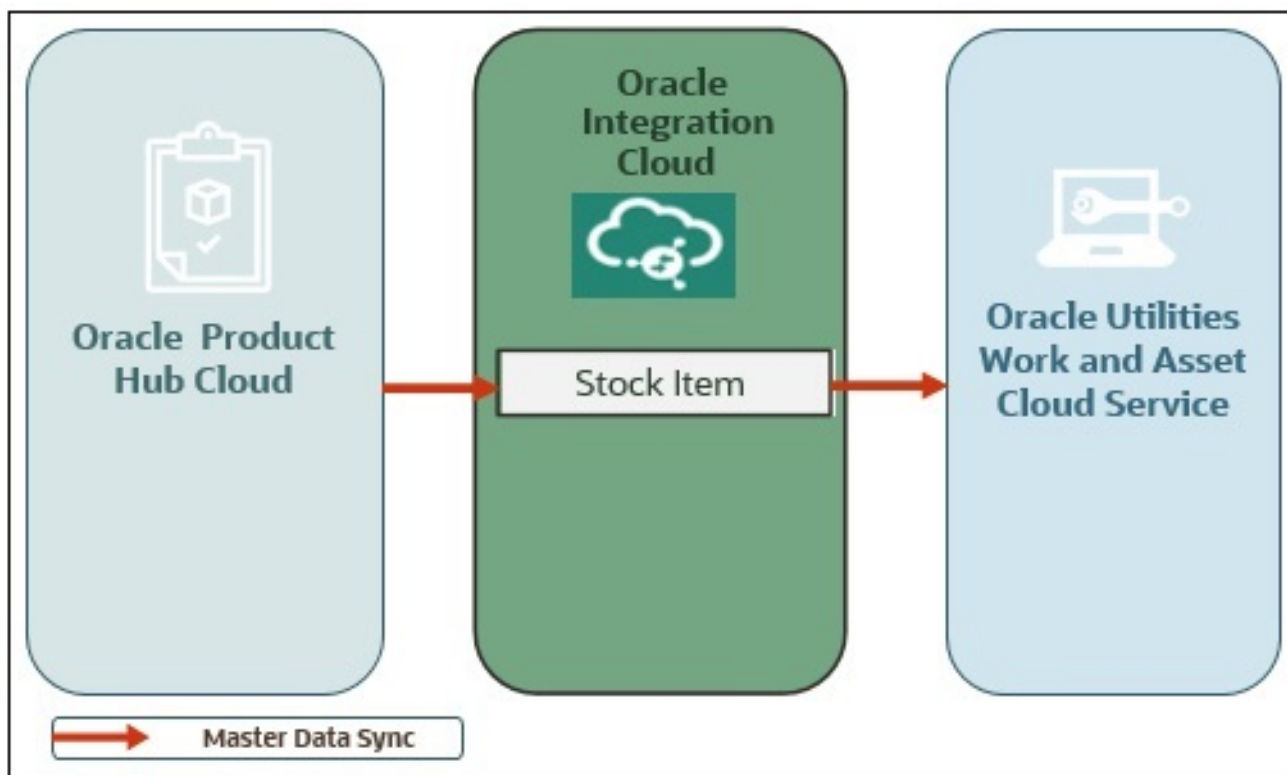 Oracle Product
Hub Cloud
Oracle
Integration
Cloud
Stock Item
Oracle Utilities
Work and Asset
Cloud Service
Master Data Sync